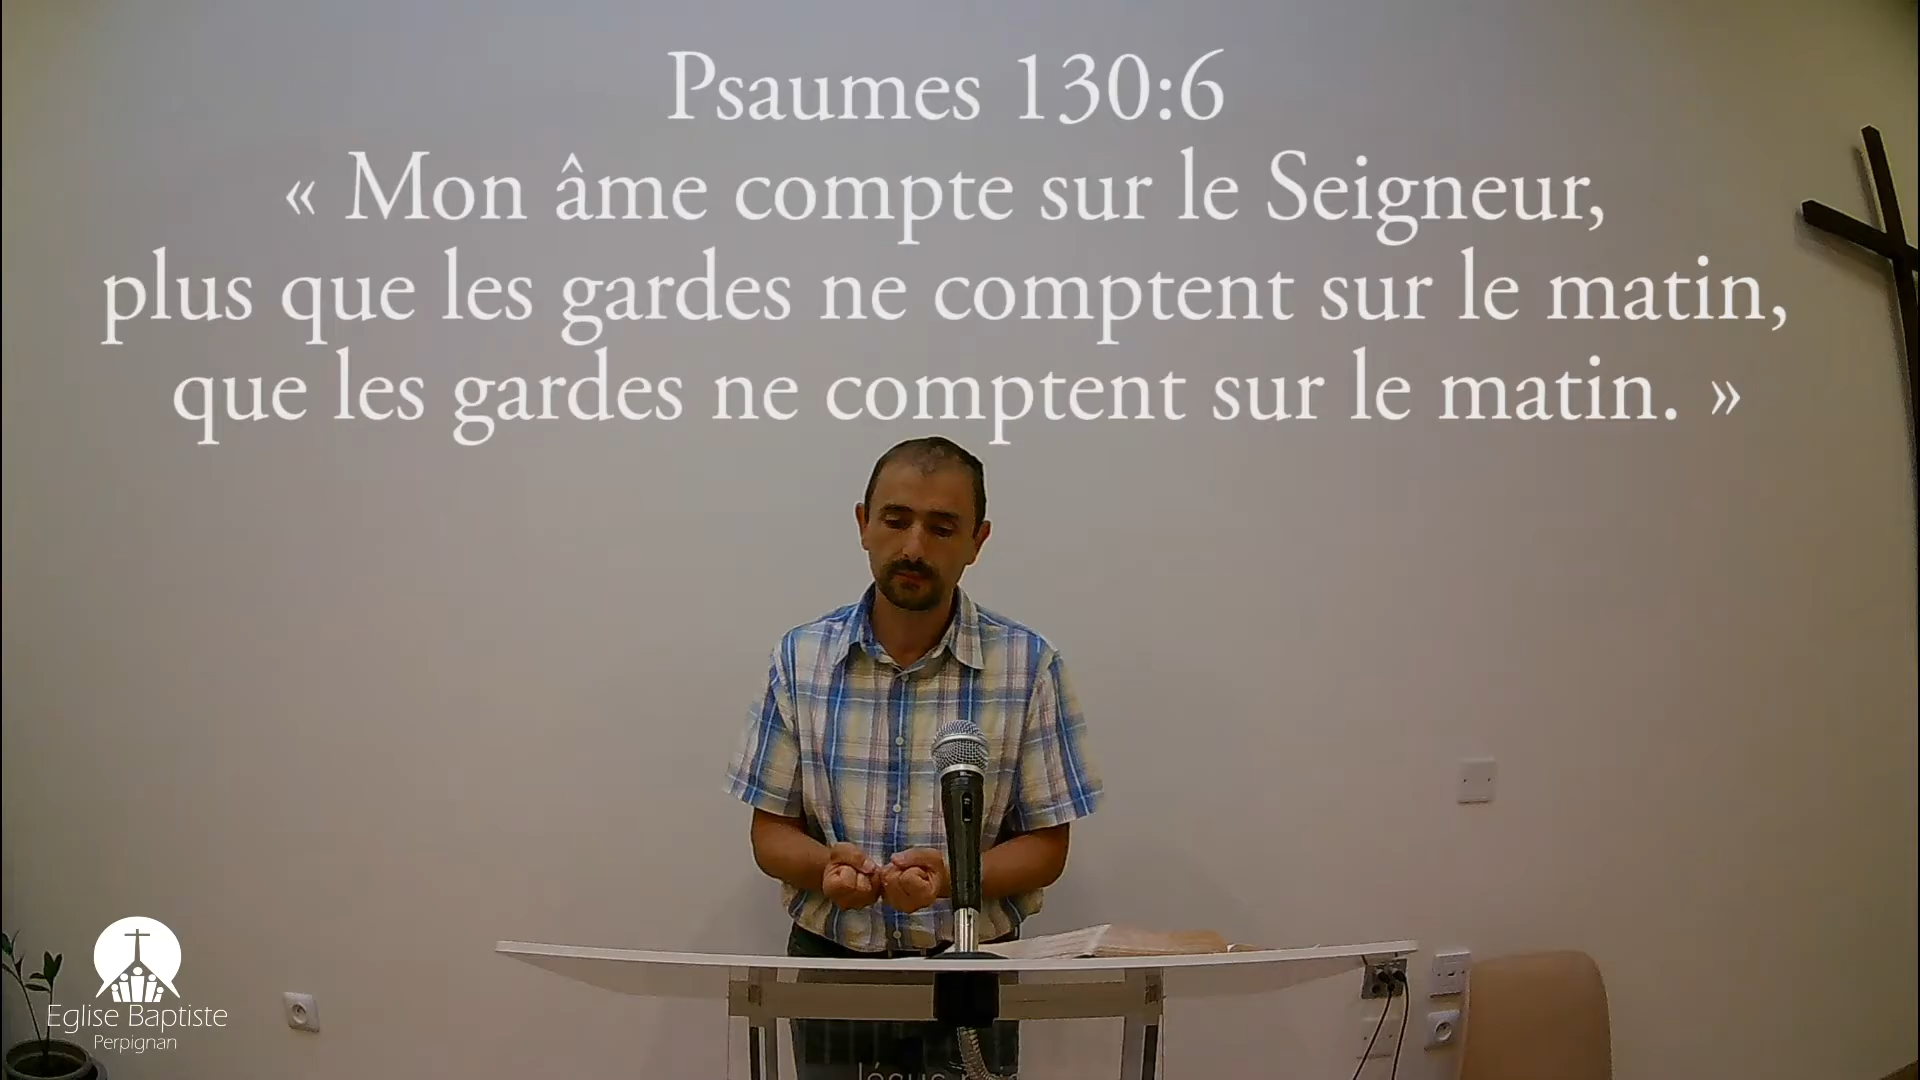 Psaumes 130:6
« Mon âme compte sur le Seigneur,
plus que les gardes ne comptent sur le matin,
que les gardes ne comptent sur le matin. »
Eglise Baptiste
Perpignan